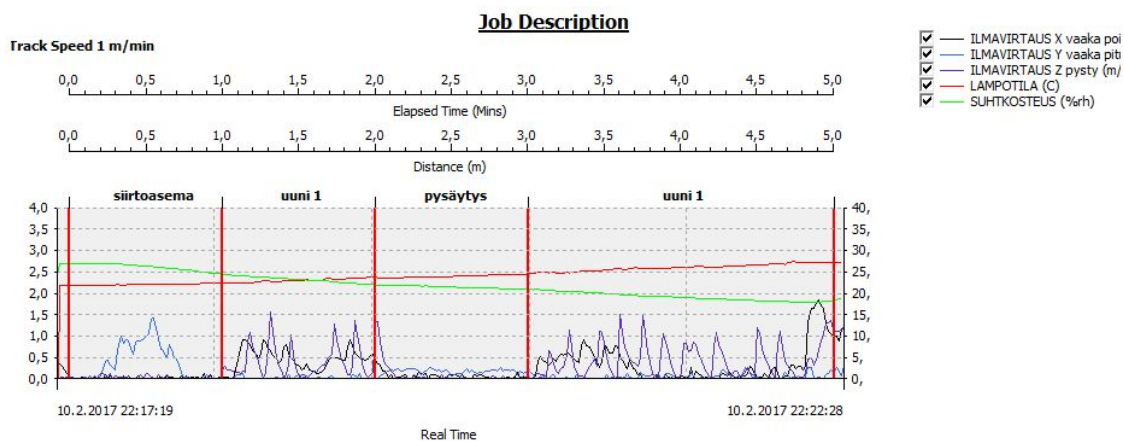 Job Description
Track Speed 1 m/min
ILMAVIRTAUS X vaaka poi
ILMAVIRTAUS Y vaaka pit
ILMAVIRTAUS Z pysty (m/
LAMPOTILA (C)
SUHTKOSTEUS (%rh)
0,0 0,5 1,0 1,5 2,0 2,5 3,0 3,5 4,0 4,5 5,0
Elapsed Time (Mins)
0,0 0,5 1,0 1,5 2,0 2,5 3,0 3,5 4,0 4,5 5,0
Distance (m)
siirtoasema uuni 1 pysäytys uuni 1
4,0 40,
3,5 35,
3,0 30,
2,5 25,
2,0 20,
1,5 15,
1,0 10,
0,5 5,
0,0 0,
10.2.2017 22:17:19 10.2.2017 22:22:28
Real Time